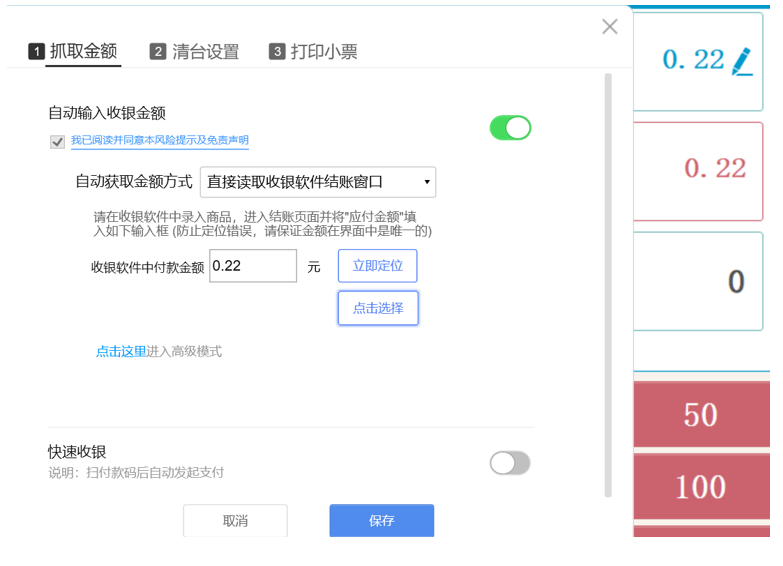 1 抓取金额 2 清台设置 3 打印小票
自动输入收银金额
我已阅读并同意本风险提示及免责声明
自动获取金额方式 直接读取收银软件结账窗口
请在收银软件中录入商品，进入结账页面并将"应付金额"填
入如下输入框 (防止定位错误，请保证金额在界面中是唯一的)
收银软件中付款金额 0.22 元 立即定位
点击选择
点击这里进入高级模式
快速收银
说明：扫付款码后自动发起支付
取消 保存
0.22
0.22
0
50
100